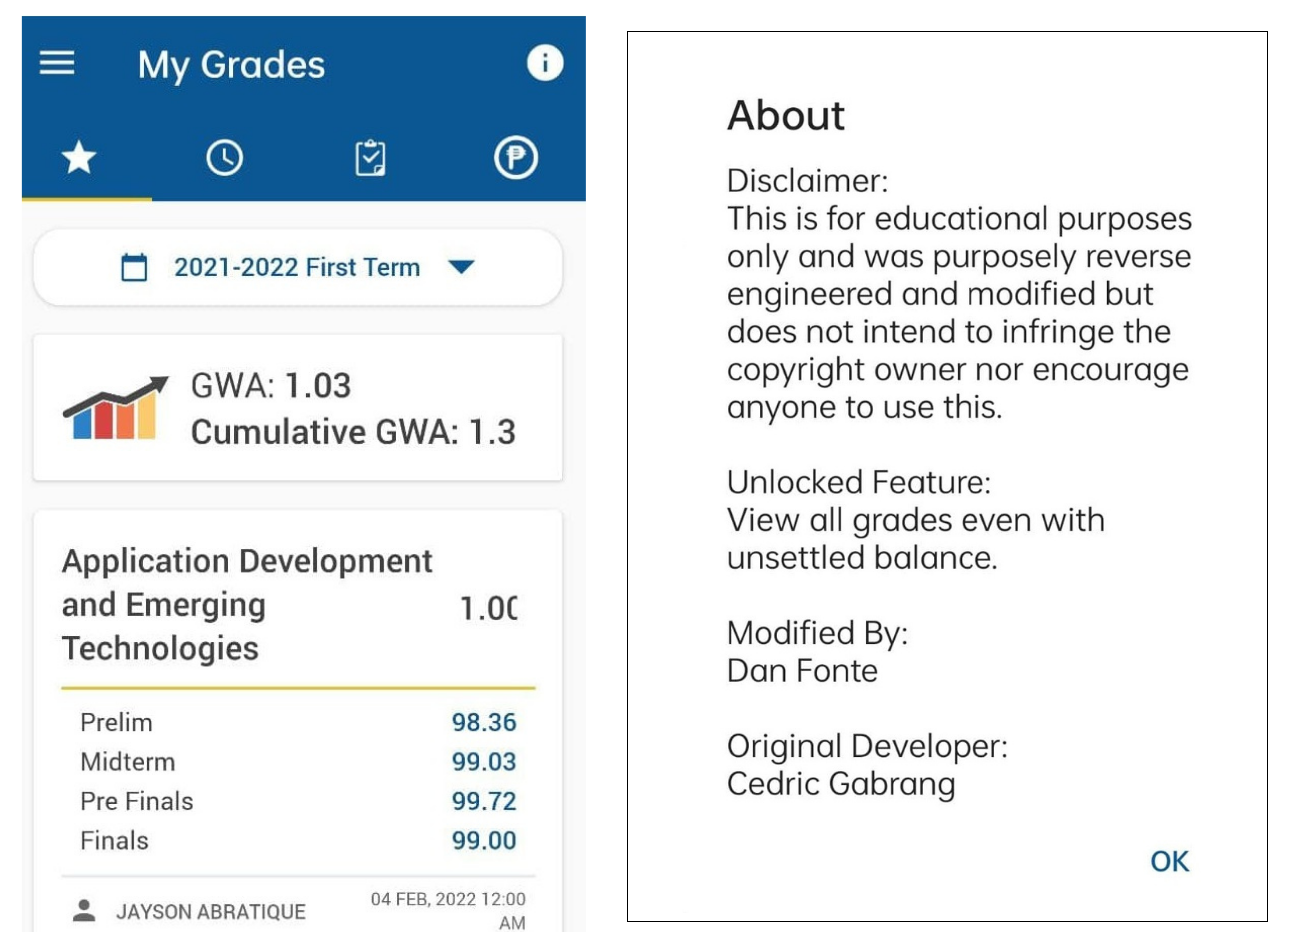 My Grades
2021-2022 First Term
GWA: 1.03
Cumulative GWA: 1.3
Application Development
and Emerging
Technologies
1.00
Prelim 98.36
Midterm 99.03
Pre Finals 99.72
Finals 99.00
JAYSON ABRATIQUE
04 FEB, 2022 12:00
AM
About
Disclaimer:
This is for educational purposes
only and was purposely reverse
engineered and modified but
does not intend to infringe the
copyright owner nor encourage
anyone to use this.
Unlocked Feature:
View all grades even with
unsettled balance.
Modified By:
Dan Fonte
Original Developer:
Cedric Gabrang
OK